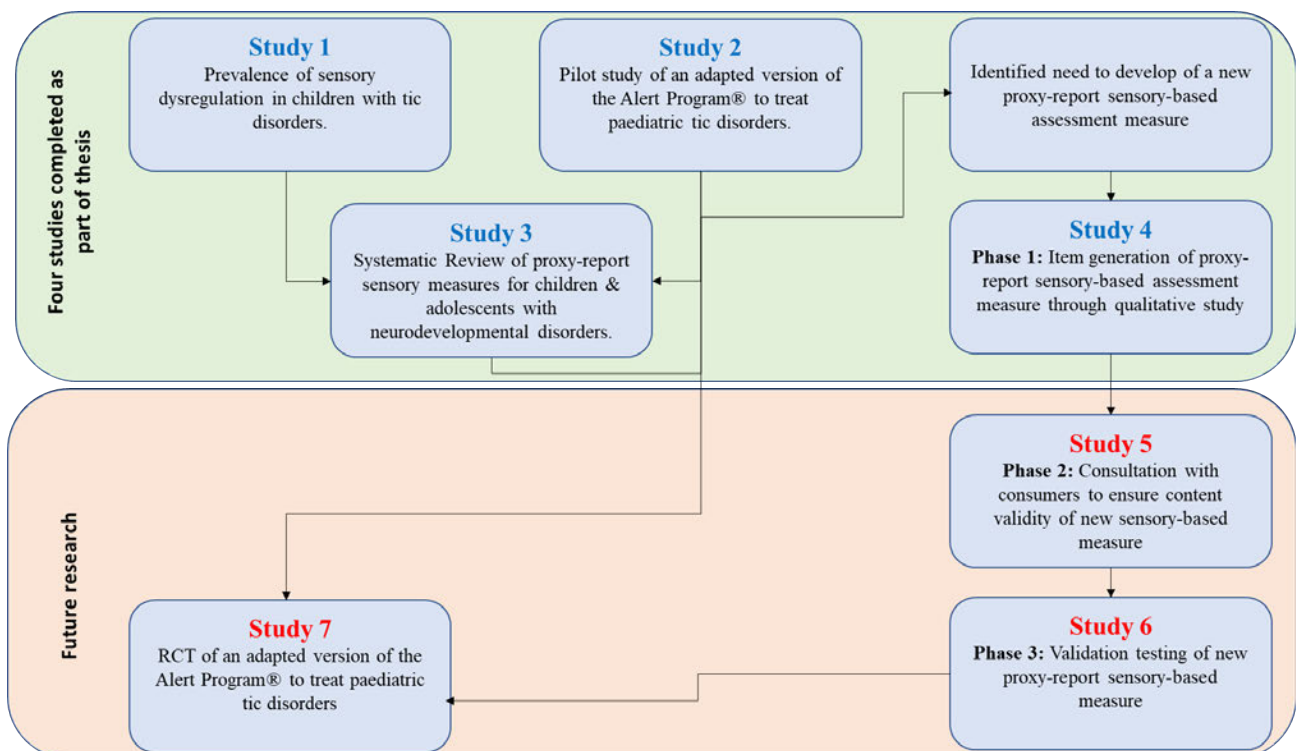 Four studies completed as
part of thesis
Study 1
Prevalence of sensory
dysregulation in children with tic
disorders.
Study 2
Pilot study of an adapted version of
the Alert Program® to treat
paediatric tic disorders.
Identified need to develop of a new
proxy-report sensory-based
assessment measure
Study 3
Systematic Review of proxy-report
sensory measures for children &
adolescents with
neurodevelopmental disorders.
Study 4
Phase 1: Item generation of proxy-
report sensory-based assessment
measure through qualitative study
Future research
Study 5
Phase 2: Consultation with
consumers to ensure content
validity of new sensory-based
measure
Study 7
RCT of an adapted version of the
Alert Program® to treat paediatric
tic disorders
Study 6
Phase 3: Validation testing of new
proxy-report sensory-based
measure